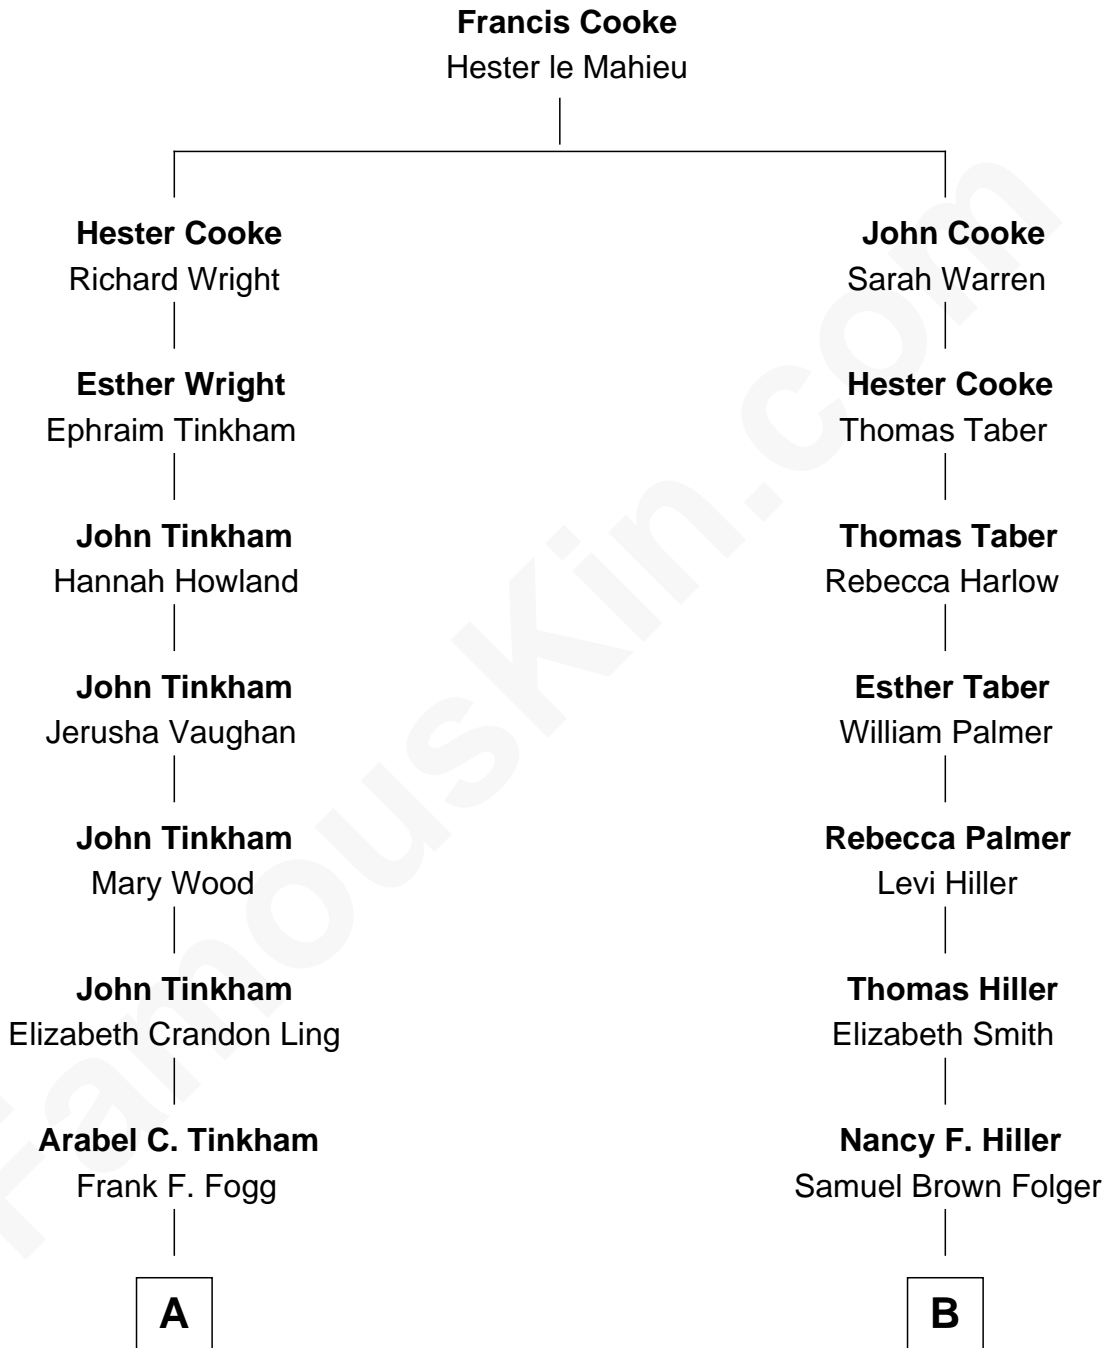 Francis Cooke
Hester le Mahieu
Hester Cooke
Richard Wright
John Cooke
Sarah Warren
Esther Wright
Ephraim Tinkham
Hester Cooke
Thomas Taber
John Tinkham
Hannah Howland
Thomas Taber
Rebecca Harlow
John Tinkham
Jerusha Vaughan
Esther Taber
William Palmer
John Tinkham
Mary Wood
Rebecca Palmer
Levi Hiller
John Tinkham
Elizabeth Crandon Ling
Thomas Hiller
Elizabeth Smith
Arabel C. Tinkham
Frank F. Fogg
Nancy F. Hiller
Samuel Brown Folger
A
B
FamousKin.com